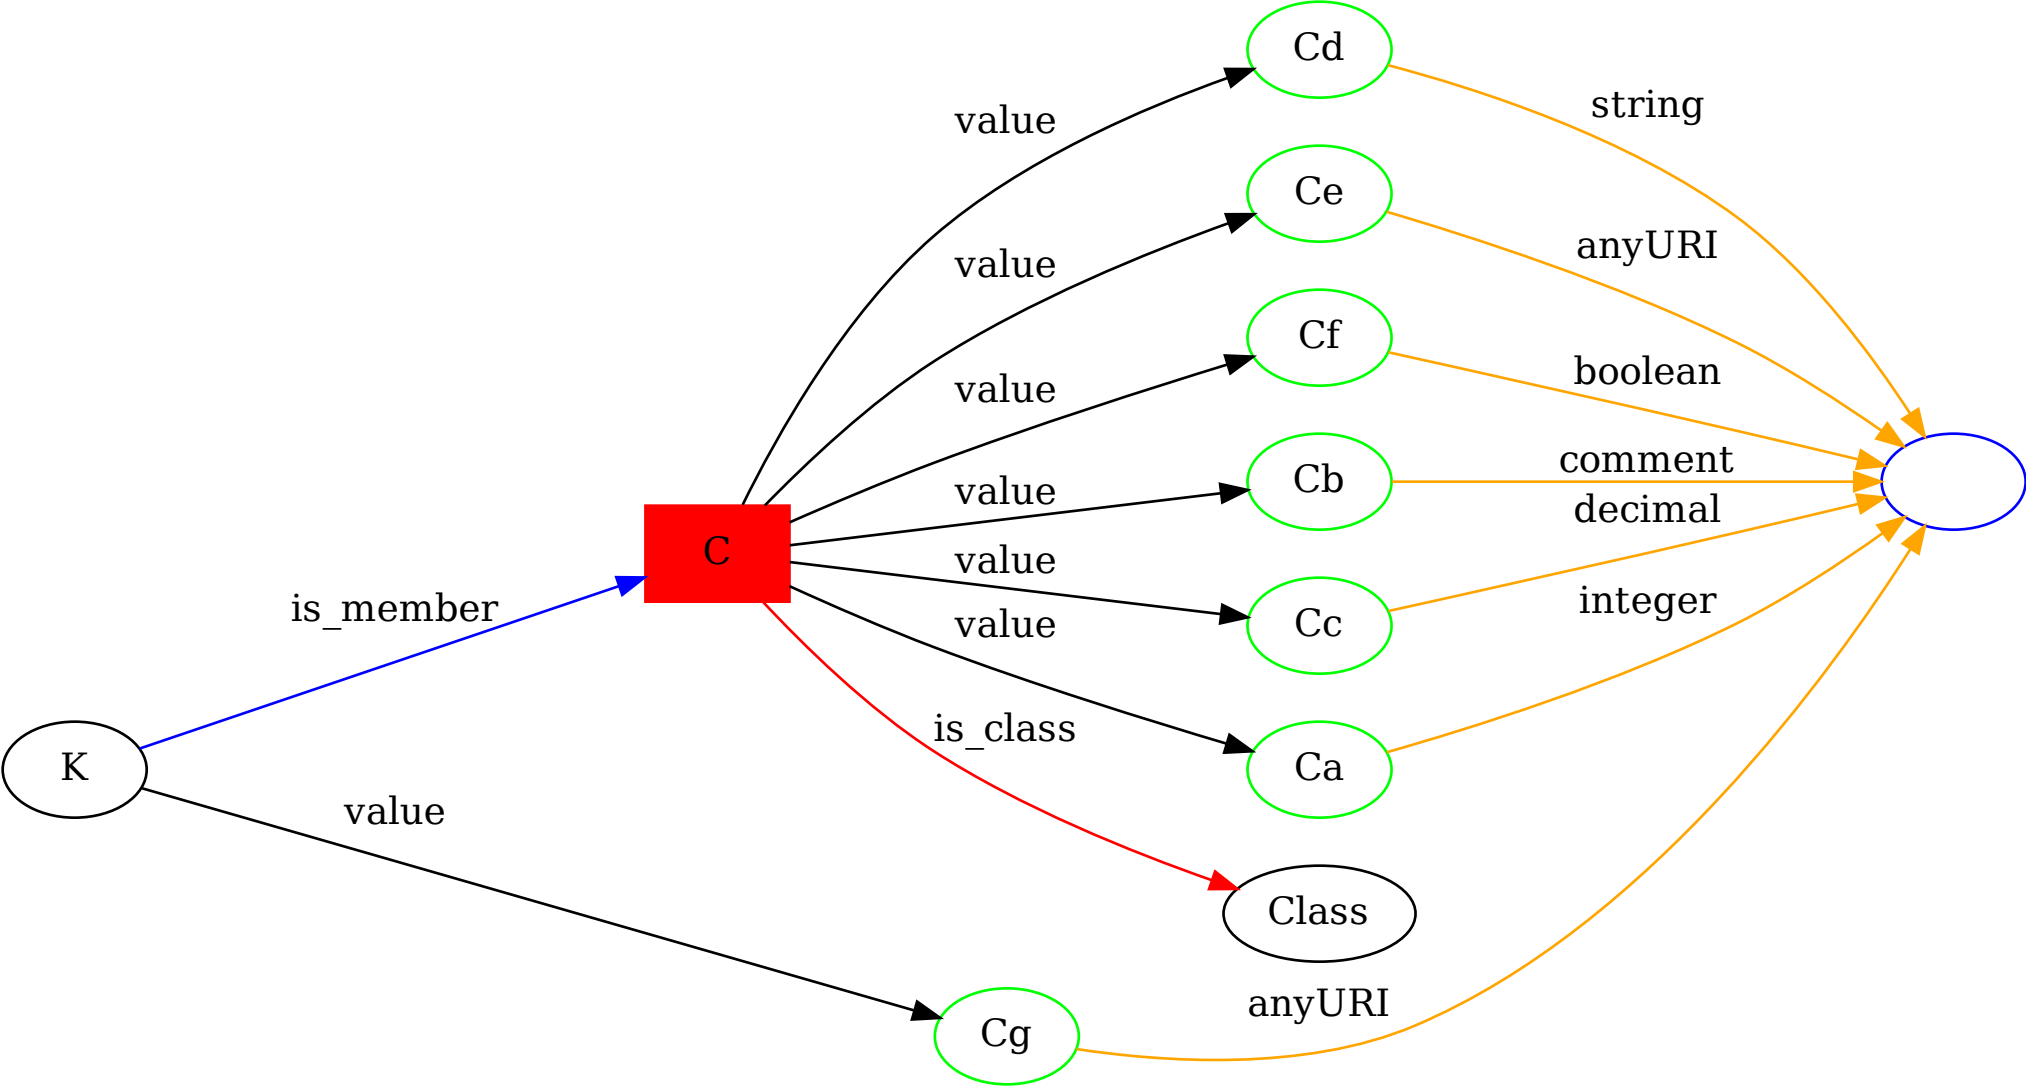 Cd
string
value
Ce
anyURI
value
Cf
boolean
value
Cb
comment
value
decimal
C
value
Cc
integer
is_member
value
is_class
K
Ca
value
Class
anyURI
Cg